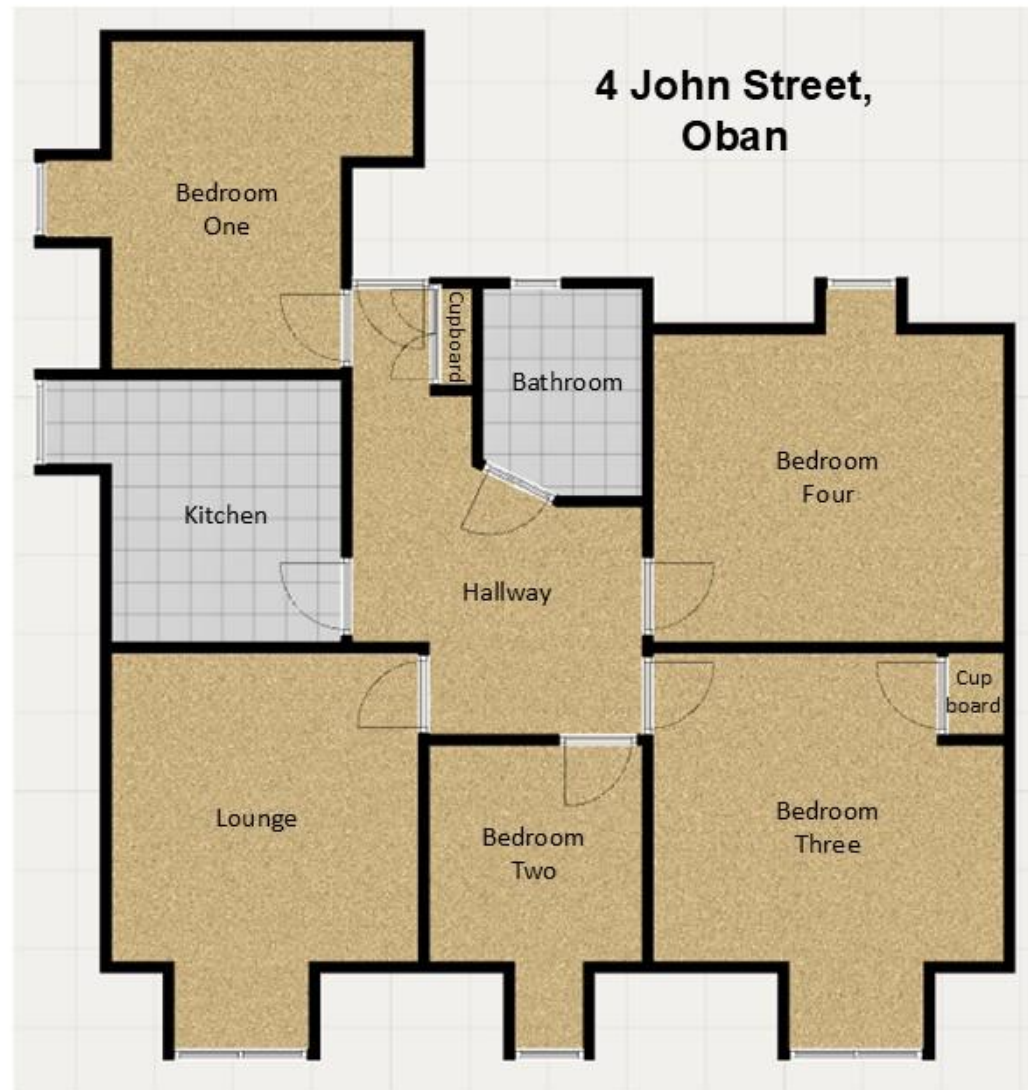 4 John Street,
Oban
Bedroom
One
Cupboard
Bathroom
Bedroom
Four
Kitchen
Hallway
Cup
board
Lounge
Bedroom
Two
Bedroom
Three